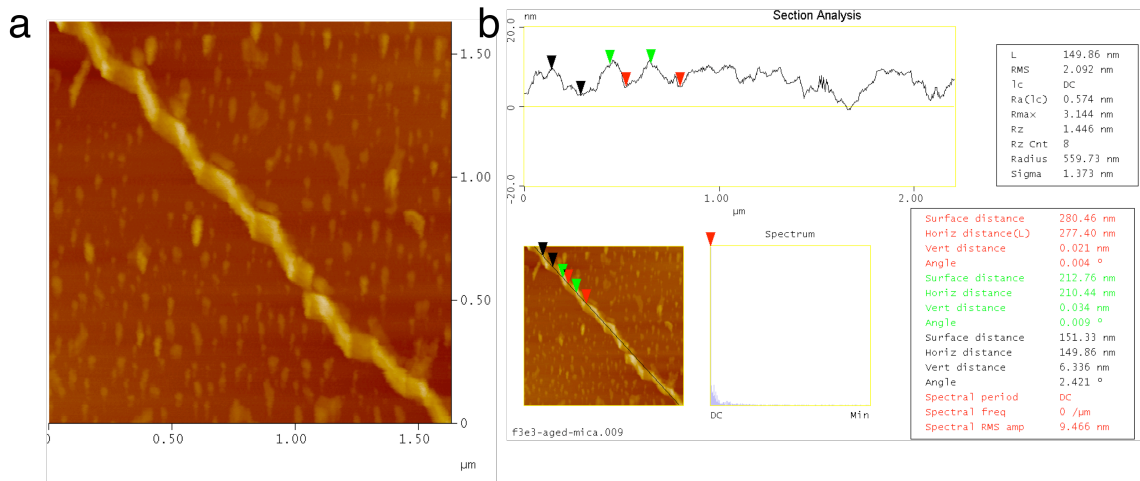 a
1.50
1.00
0.50
0
0
0.50
1.00
1.50
µm
b
Section Analysis
nm
20.0
0
-20.0
0
1.00
2.00
µm
L 149.86 nm
RMS 2.092 nm
lc DC
Ra(lc) 0.574 nm
Rmax 3.144 nm
Rz 1.446 nm
Rz Cnt 8
Radius 559.73 nm
Sigma 1.373 nm
Spectrum
DC Min
f3e3-aged-mica.009
Surface distance 280.46 nm
Horiz distance(L) 277.40 nm
Vert distance 0.021 nm
Angle 0.004 º
Surface distance 212.76 nm
Horiz distance 210.44 nm
Vert distance 0.034 nm
Angle 0.009 º
Surface distance 151.33 nm
Horiz distance 149.86 nm
Vert distance 6.336 nm
Angle 2.421 º
Spectral period DC
Spectral freq 0 /µm
Spectral RMS amp 9.466 nm